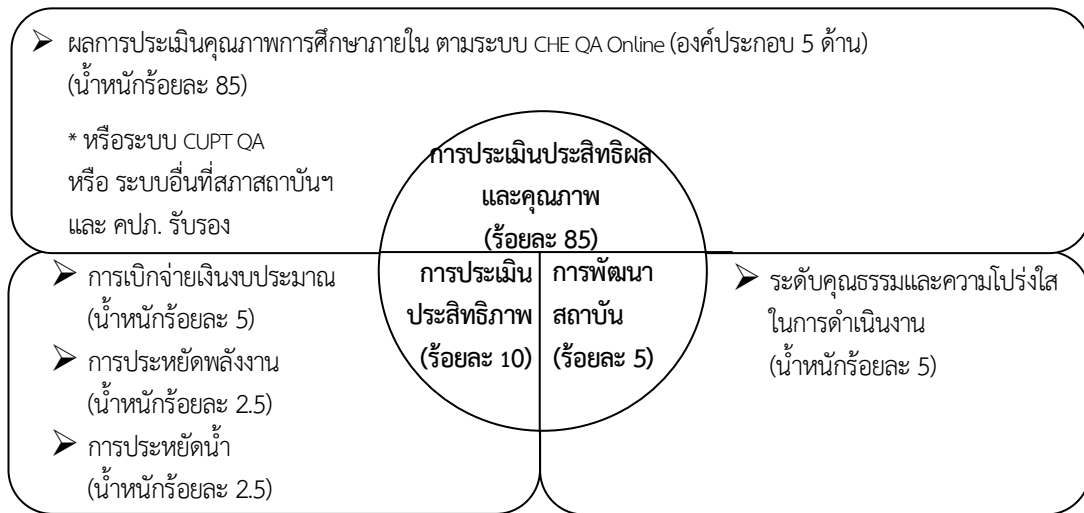 ➢ ผลการประเมินคุณภาพการศึกษาภายใน ตามระบบ CHE QA Online (องค์ประกอบ 5 ด้าน)
(น้ำหนักร้อยละ 85)
* หรือระบบ CUPT QA
หรือ ระบบอื่นที่สภาสถาบันฯ
และ คปภ. รับรอง
การประเมินประสิทธิผล
และคุณภาพ
(ร้อยละ 85)
➢ การเบิกจ่ายเงินงบประมาณ
(น้ำหนักร้อยละ 5)
➢ การประหยัดพลังงาน
(น้ำหนักร้อยละ 2.5)
➢ การประหยัดน้ำ
(น้ำหนักร้อยละ 2.5)
การประเมิน
ประสิทธิภาพ
(ร้อยละ 10)
การพัฒนา
สถาบัน
(ร้อยละ 5)
➢ ระดับคุณธรรมและความโปร่งใส
ในการดำเนินงาน
(น้ำหนักร้อยละ 5)